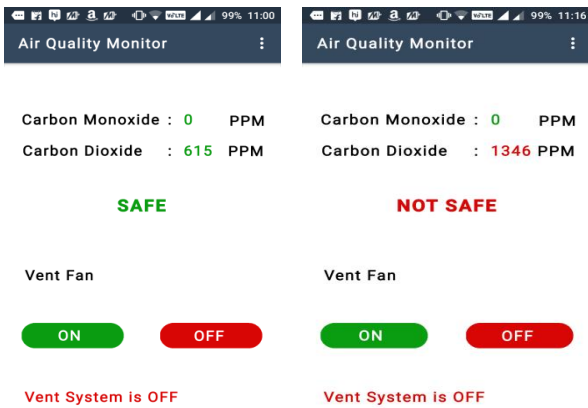 99% 11:00
Air Quality Monitor
Carbon Monoxide : 0 PPM
Carbon Dioxide : 615 PPM
SAFE
Vent Fan
ON OFF
Vent System is OFF
99% 11:16
Air Quality Monitor
Carbon Monoxide : 0 PPM
Carbon Dioxide : 1346 PPM
NOT SAFE
Vent Fan
ON OFF
Vent System is OFF